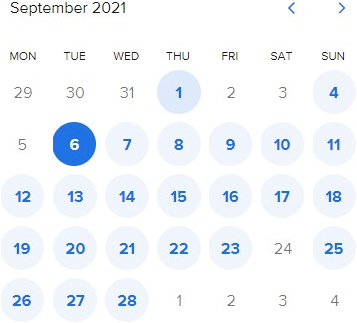 September 2021
MON TUE WED THU FRI SAT SUN
29 30 31 1 2 3 4
5 6 7 8 9 10 11
12 13 14 15 16 17 18
19 20 21 22 23 24 25
26 27 28 1 2 3 4